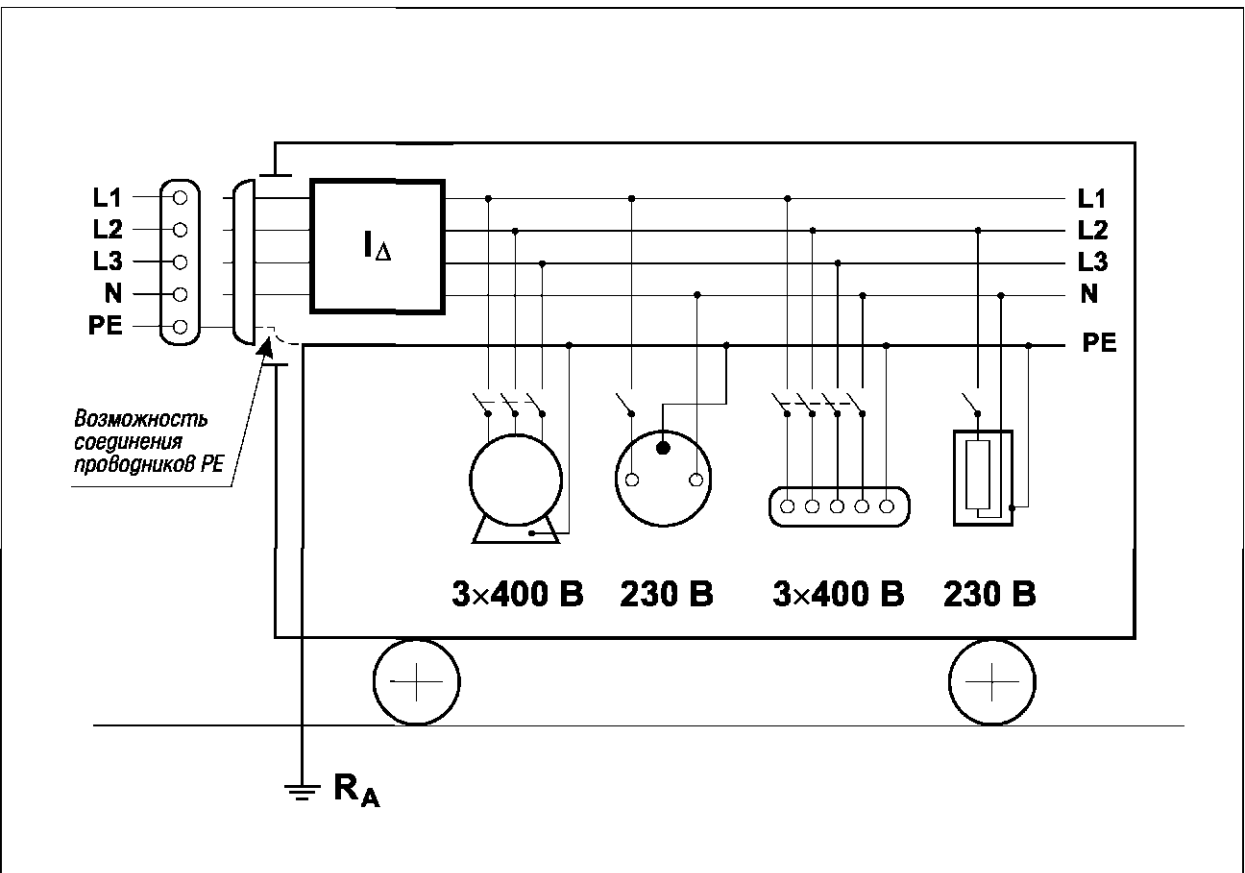 L1
L2
L3
N
PE
I∆
L1
L2
L3
N
PE
Возможность
соединения
проводников PE
3×400 В 230 В 3×400 В 230 В
RA